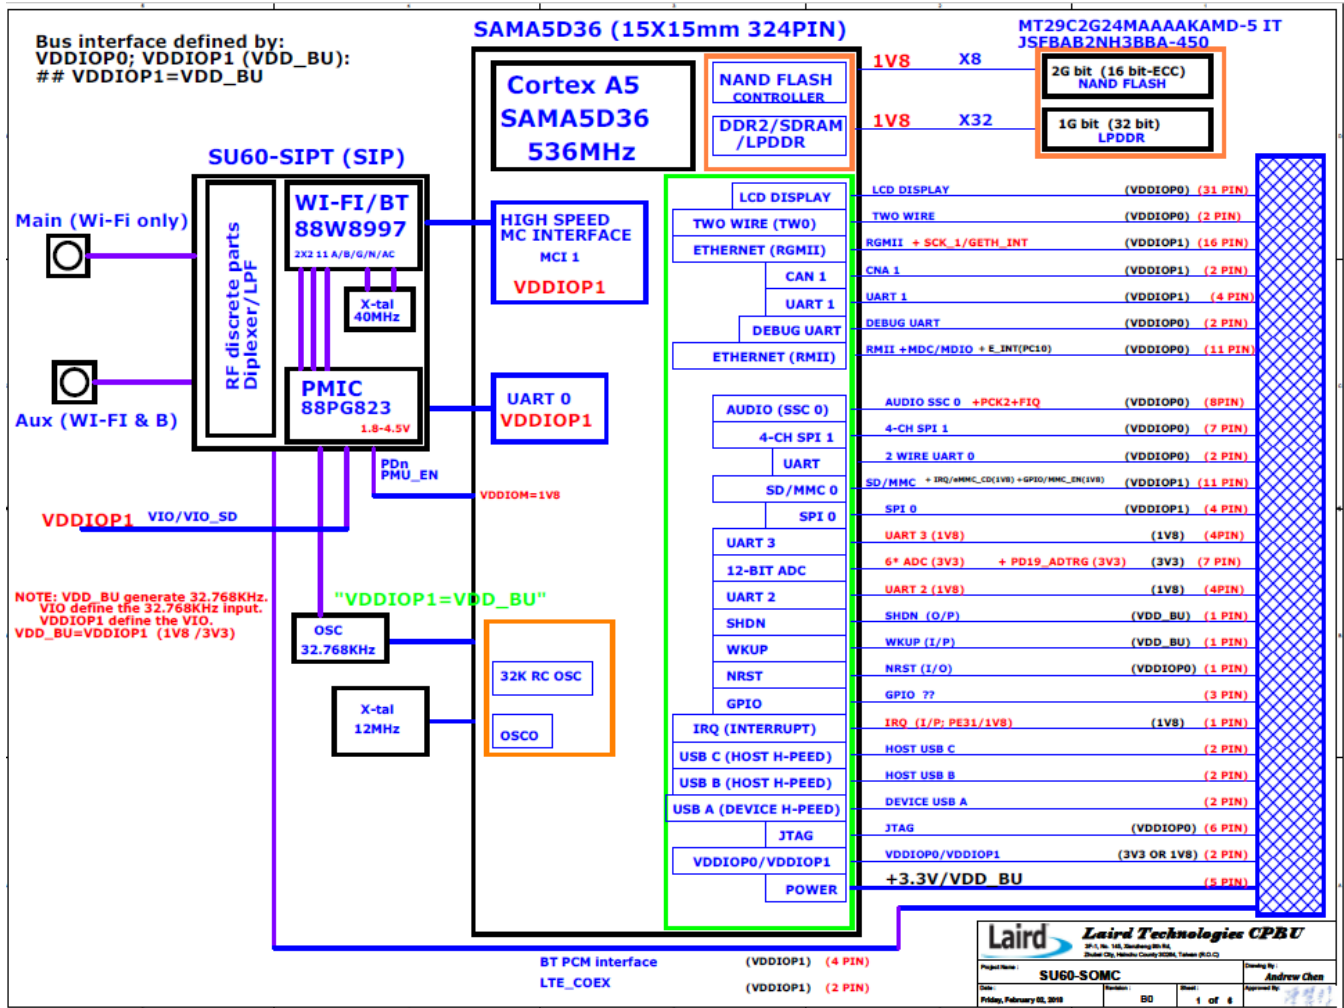 SAMA5D36 (15X15mm 324PIN)
MT29C2G24MAAAAKAMD-5 IT
JSFBAB2NH3BBA-450
Bus interface defined by:
VDDIOP0; VDDIOP1 (VDD_BU):
## VDDIOP1=VDD_BU
Cortex A5
SAMA5D36
536MHz
NAND FLASH
CONTROLLER
DDR2/SDRAM
/LPDDR
1V8 X8
1V8 X32
2G bit (16 bit-ECC)
NAND FLASH
1G bit (32 bit)
LPDDR
SU60-SIPT (SIP)
Main (Wi-Fi only)
Aux (WI-FI & B)
RF discrete parts
Diplexer/LPF
WI-FI/BT
88W8997
2X2 11 A/B/G/N/AC
X-tal
40MHz
PMIC
88PG823
1.8-4.5V
HIGH SPEED
MC INTERFACE
MCI 1
VDDIOP1
UART 0
VDDIOP1
PDn
PMU_EN
VDDIOM=1V8
VDDIOP1 VIO/VIO_SD
NOTE: VDD_BU generate 32.768KHz.
VIO define the 32.768KHz input.
VDDIOP1 define the VIO.
VDD_BU=VDDIOP1 (1V8 /3V3)
"VDDIOP1=VDD_BU"
OSC
32.768KHz
X-tal
12MHz
32K RC OSC
OSCO
LCD DISPLAY
TWO WIRE (TW0)
ETHERNET (RGMII)
CAN 1
UART 1
DEBUG UART
ETHERNET (RMII)
AUDIO (SSC 0)
4-CH SPI 1
UART
SD/MMC 0
SPI 0
UART 3
12-BIT ADC
UART 2
SHDN
WKUP
NRST
GPIO
IRQ (INTERRUPT)
USB C (HOST H-PEED)
USB B (HOST H-PEED)
USB A (DEVICE H-PEED)
JTAG
VDDIOP0/VDDIOP1
POWER
LCD DISPLAY (VDDIOP0) (31 PIN)
TWO WIRE (VDDIOP0) (2 PIN)
RGMII + SCK_1/GETH_INT (VDDIOP1) (16 PIN)
CNA 1 (VDDIOP1) (2 PIN)
UART 1 (VDDIOP1) (4 PIN)
DEBUG UART (VDDIOP0) (2 PIN)
RMII +MDC/MDIO + E_INT(PC10) (VDDIOP0) (11 PIN)
AUDIO SSC 0 +PCK2+FIQ (VDDIOP0) (8PIN)
4-CH SPI 1 (VDDIOP0) (7 PIN)
2 WIRE UART 0 (VDDIOP0) (2 PIN)
SD/MMC + IRQ/eMMC_CD(1V8) +GPIO/MMC_EN(1V8) (VDDIOP1) (11 PIN)
SPI 0 (VDDIOP1) (4 PIN)
UART 3 (1V8) (1V8) (4PIN)
6* ADC (3V3) + PD19_ADTRG (3V3) (3V3) (7 PIN)
UART 2 (1V8) (1V8) (4PIN)
SHDN (O/P) (VDD_BU) (1 PIN)
WKUP (I/P) (VDD_BU) (1 PIN)
NRST (I/O) (VDDIOP0) (1 PIN)
GPIO ?? (3 PIN)
IRQ (I/P; PE31/1V8) (1V8) (1 PIN)
HOST USB C (2 PIN)
HOST USB B (2 PIN)
DEVICE USB A (2 PIN)
JTAG (VDDIOP0) (6 PIN)
VDDIOP0/VDDIOP1 (3V3 OR 1V8) (2 PIN)
+3.3V/VDD_BU (5 PIN)
BT PCM interface (VDDIOP1) (4 PIN)
LTE_COEX (VDDIOP1) (2 PIN)
Laird
Laird Technologies CPBU
Project Name :
SU60-SOMC
Drawing By :
Andrew Chen
Date :
Friday, February 02, 2018
Revision :
B0
Sheet :
1 of 6
Approved By: